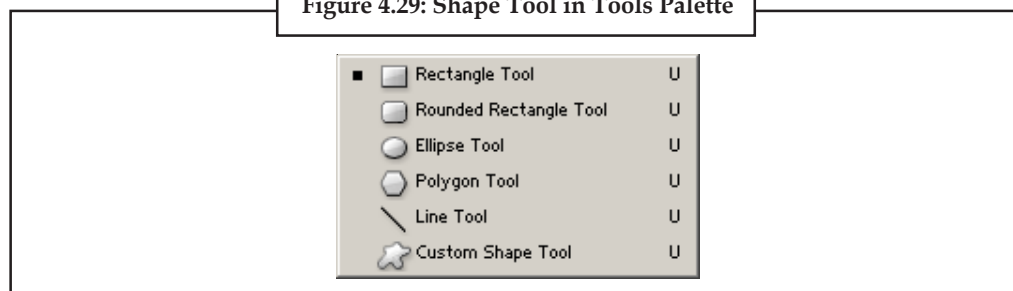 Figure 4.29: Shape Tool in Tools Palette
Rectangle Tool U
Rounded Rectangle Tool U
Ellipse Tool U
Polygon Tool U
Line Tool U
Custom Shape Tool U